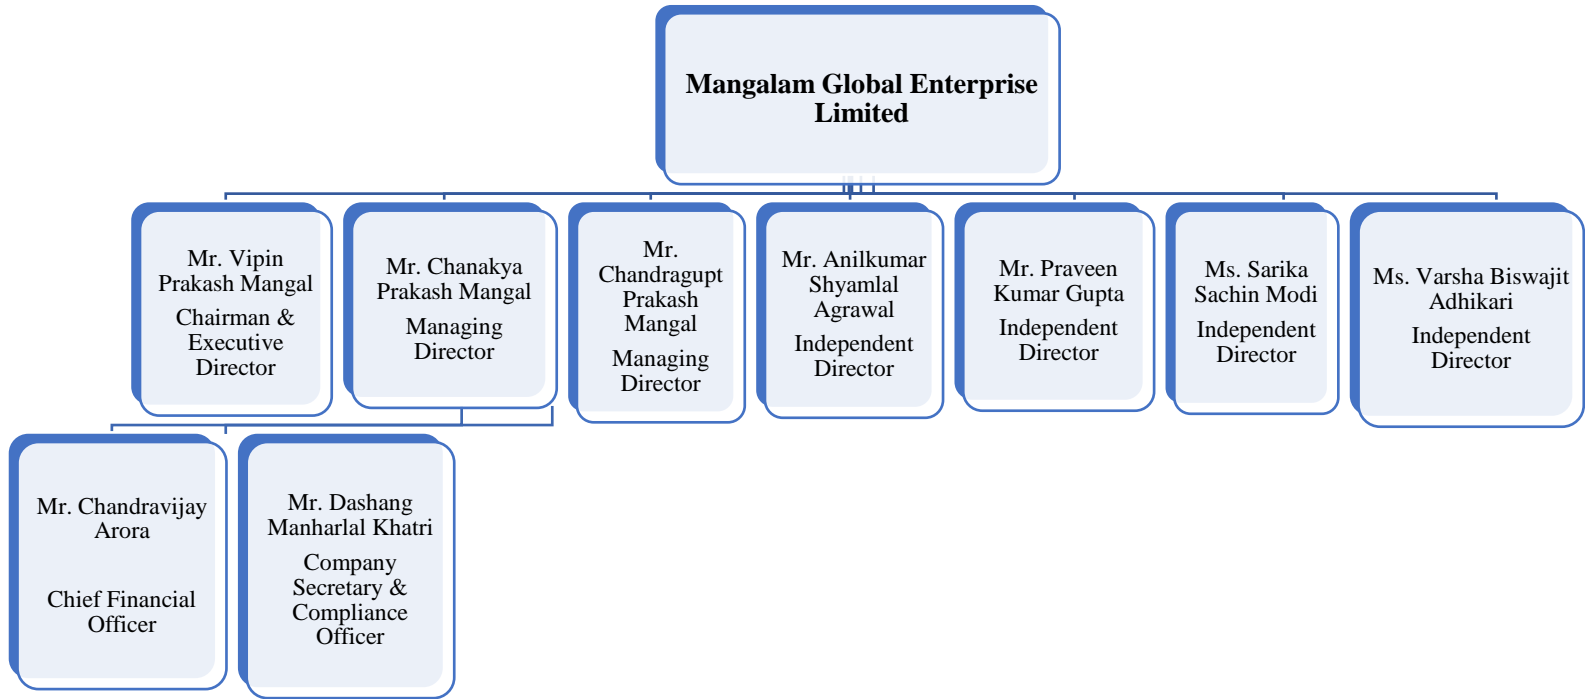 Mangalam Global Enterprise
Limited
Mr. Vipin
Prakash Mangal
Chairman &
Executive
Director
Mr. Chanakya
Prakash Mangal
Managing
Director
Mr.
Chandragupt
Prakash
Mangal
Managing
Director
Mr. Anilkumar
Shyamlal
Agrawal
Independent
Director
Mr. Praveen
Kumar Gupta
Independent
Director
Ms. Sarika
Sachin Modi
Independent
Director
Ms. Varsha Biswajit
Adhikari
Independent
Director
Mr. Chandravijay
Arora
Chief Financial
Officer
Mr. Dashang
Manharlal Khatri
Company
Secretary &
Compliance
Officer